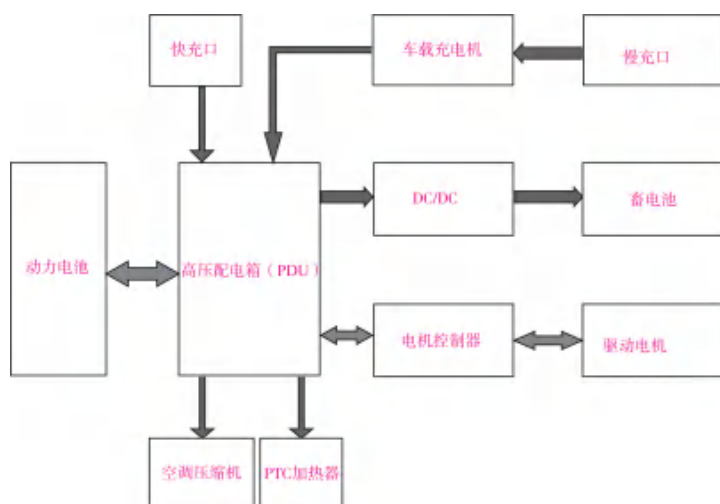 快充口
车载充电机
慢充口
动力电池
高压配电箱（PDU）
DC/DC
畜电池
电机控制器
驱动电机
空调压缩机
PTC加热器